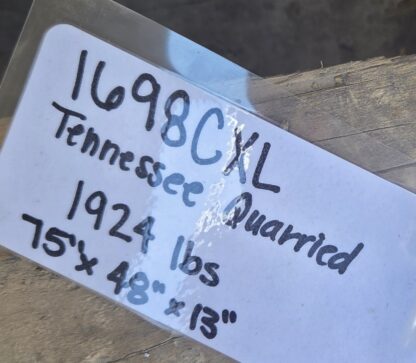 1698CXL
Tennessee Quarried
1924 lbs
75"x 48" x 13"